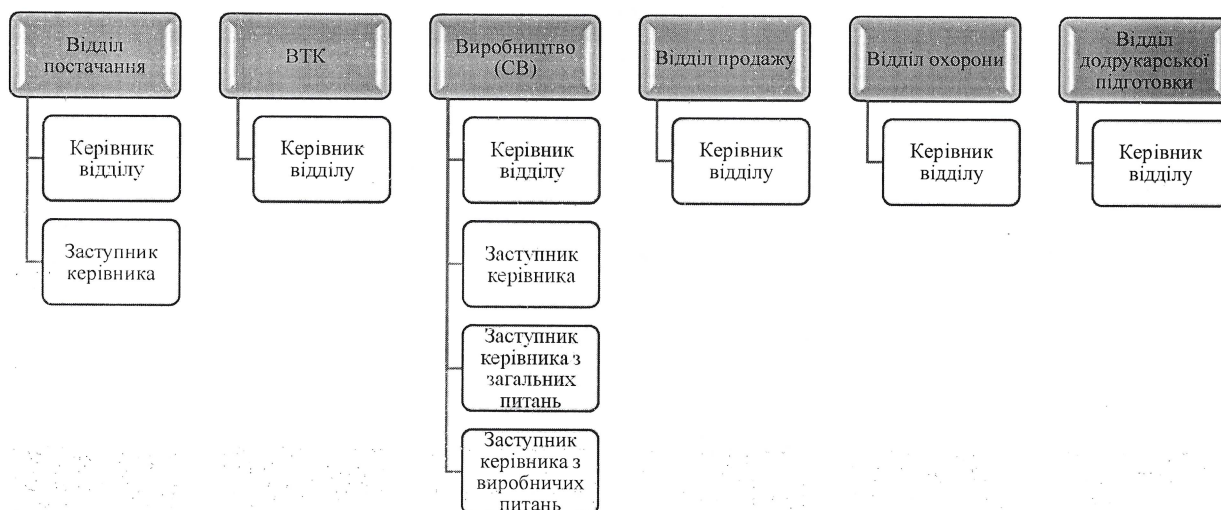 Відділ
постачання
Керівник
відділу
Заступник
керівника
ВТК
Керівник
відділу
Виробництво
(СВ)
Керівник
відділу
Заступник
керівника
Заступник
керівника з
загальних
питань
Заступник
керівника з
виробничих
питань
Відділ продажу
Керівник
відділу
Відділ охорони
Керівник
відділу
Відділ
додрукарської
підготовки
Керівник
відділу